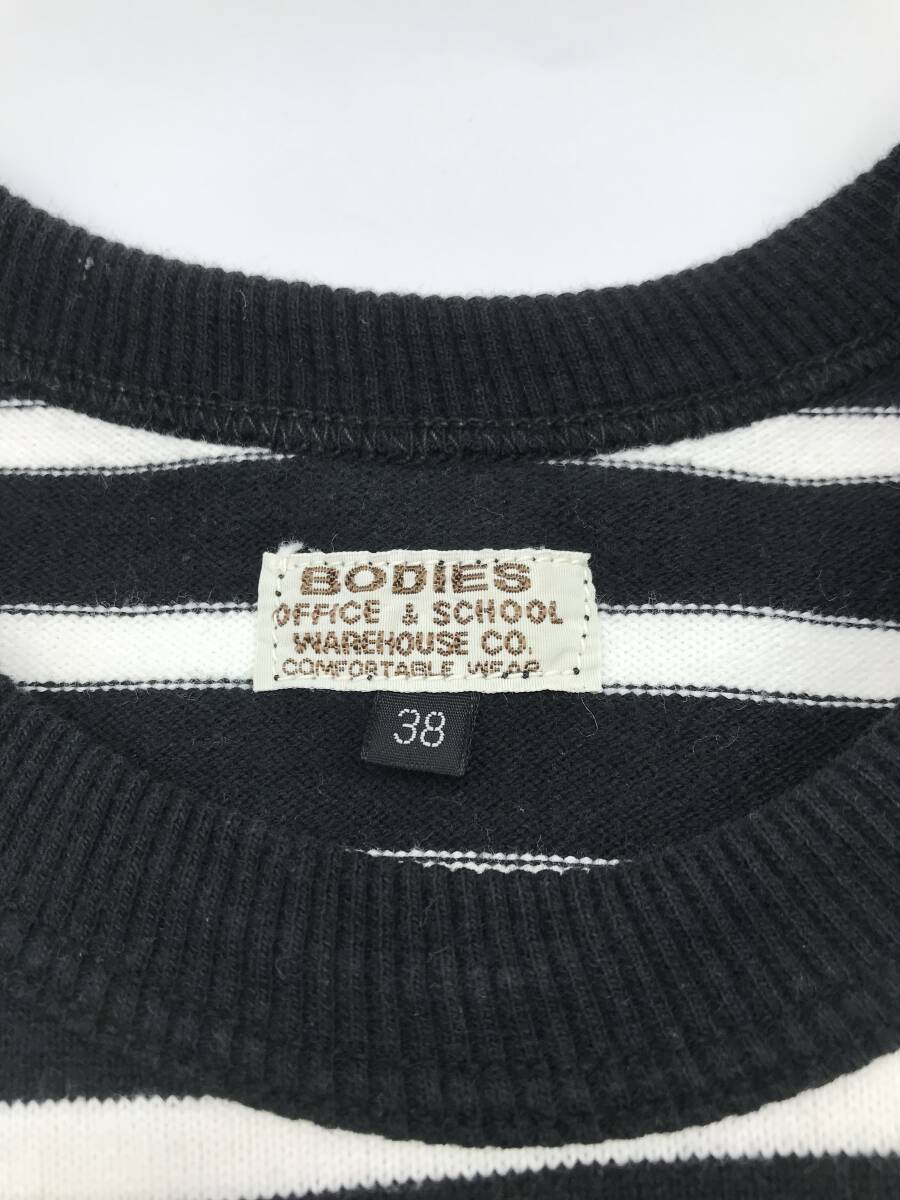 BODIES
OFFICE & SCHOOL
WAREHOUSE CO.
COMFORTABLE WEAR
38